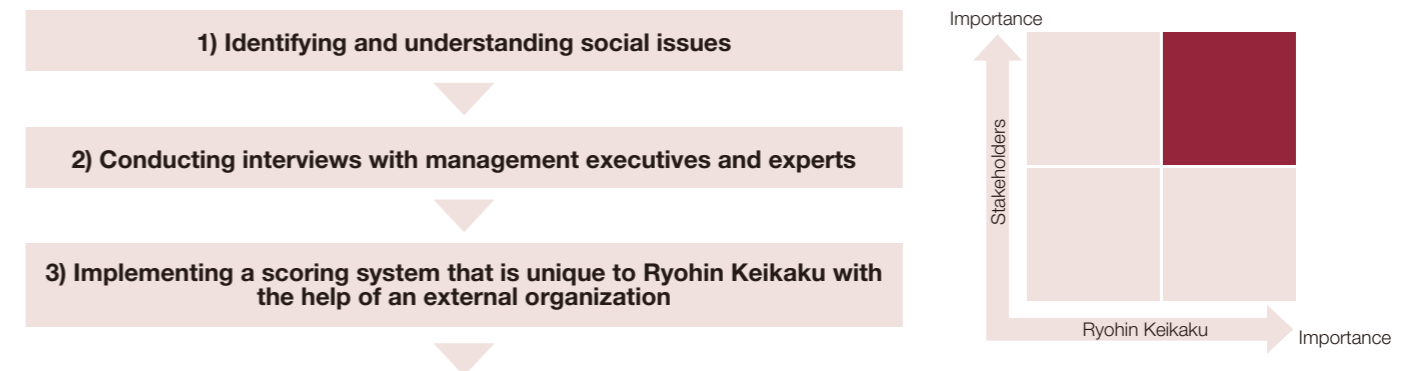 1) Identifying and understanding social issues
2) Conducting interviews with management executives and experts
3) Implementing a scoring system that is unique to Ryohin Keikaku with
the help of an external organization
Importance
Stakeholders
Ryohin Keikaku
Importance